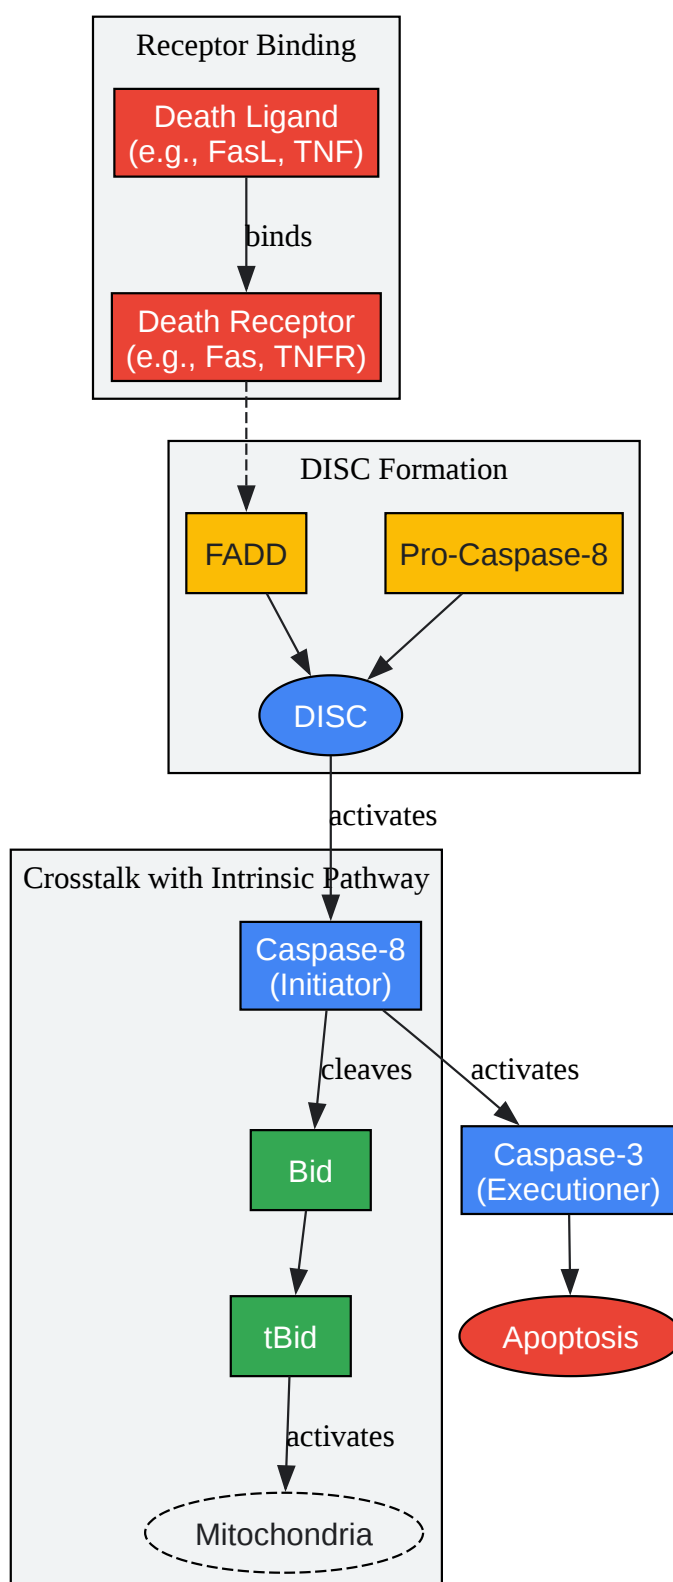 Receptor Binding
Death Ligand
(e.g., FasL, TNF)
binds
Death Receptor
(e.g., Fas, TNFR)
DISC Formation
FADD
Pro-Caspase-8
DISC
activates
Crosstalk with Intrinsic Pathway
Caspase-8
(Initiator)
cleaves
activates
Bid
Caspase-3
(Executioner)
tBid
Apoptosis
activates
Mitochondria